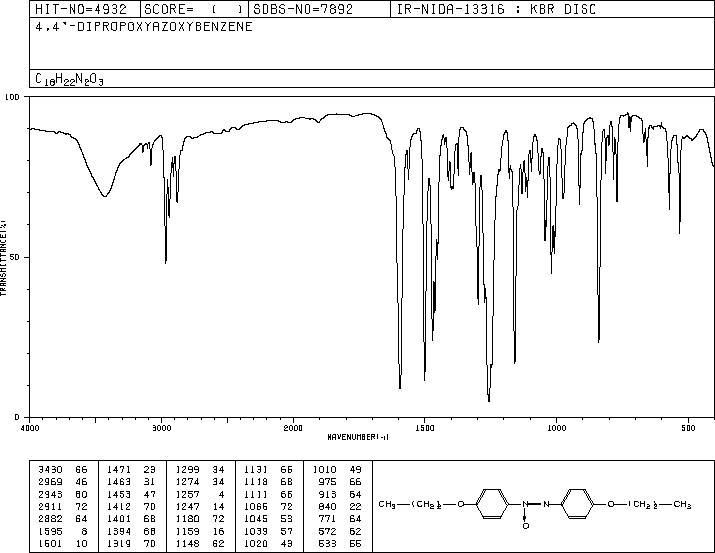 HIT-NO=4932 SCORE= ( ) SDBS-NO=7892 IR-NIDA-13316 : KBR DISC
4,4'-DIPROPOXYAZOXYBENZENE
C18H22N2O3
100
50
0
TRANSMITTANCE(%)
4000 3000 2000 1500 1000 500
WAVENUMBER(-1)
3430 66 1471 23 1299 34 1131 66 1010 49
2969 46 1463 31 1274 34 1118 68 975 66
2943 60 1453 47 1257 4 1111 66 913 64
2911 72 1412 70 1247 14 1066 72 840 22
2882 64 1401 68 1180 72 1045 53 771 64
1595 8 1394 68 1159 16 1039 57 572 62
1501 10 1319 70 1148 62 1020 43 533 55
CH3 (CH2)2 O N N O (CH2)2 CH3
O